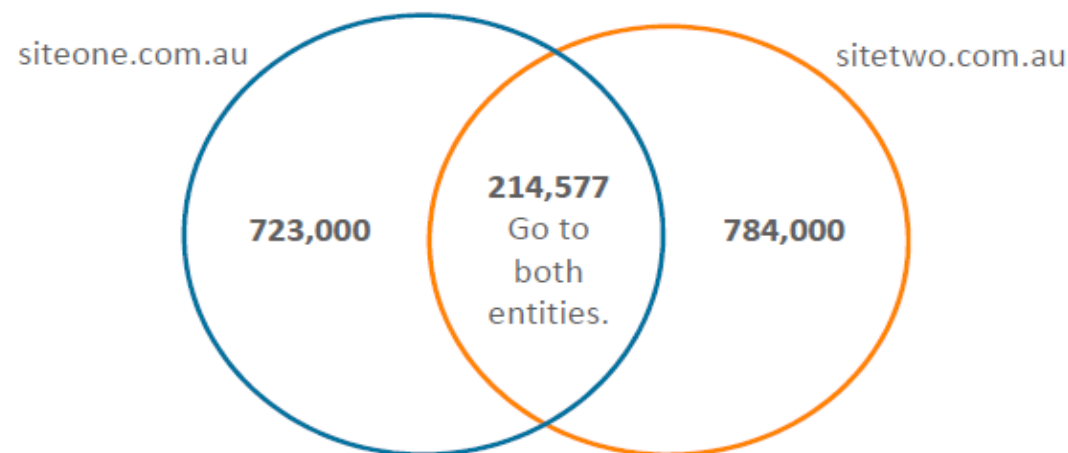 siteone.com.au
sitetwo.com.au
214,577
723,000
Go to
784,000
both
entities.